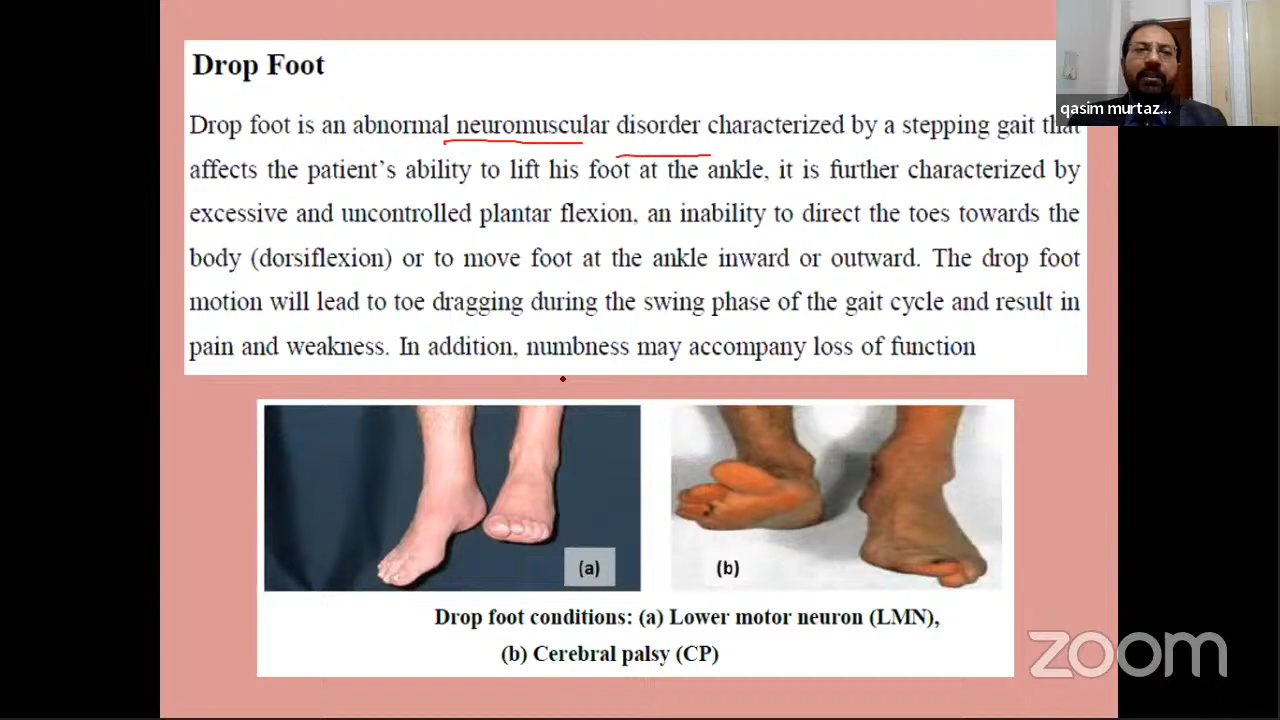 Drop Foot
qasim murtaz...
Drop foot is an abnormal neuromuscular disorder characterized by a stepping gait that
affects the patient's ability to lift his foot at the ankle, it is further characterized by
excessive and uncontrolled plantar flexion, an inability to direct the toes towards the
body (dorsiflexion) or to move foot at the ankle inward or outward. The drop foot
motion will lead to toe dragging during the swing phase of the gait cycle and result in
pain and weakness. In addition, numbness may accompany loss of function
(a)
(b)
Drop foot conditions: (a) Lower motor neuron (LMN),
(b) Cerebral palsy (CP)
zoom